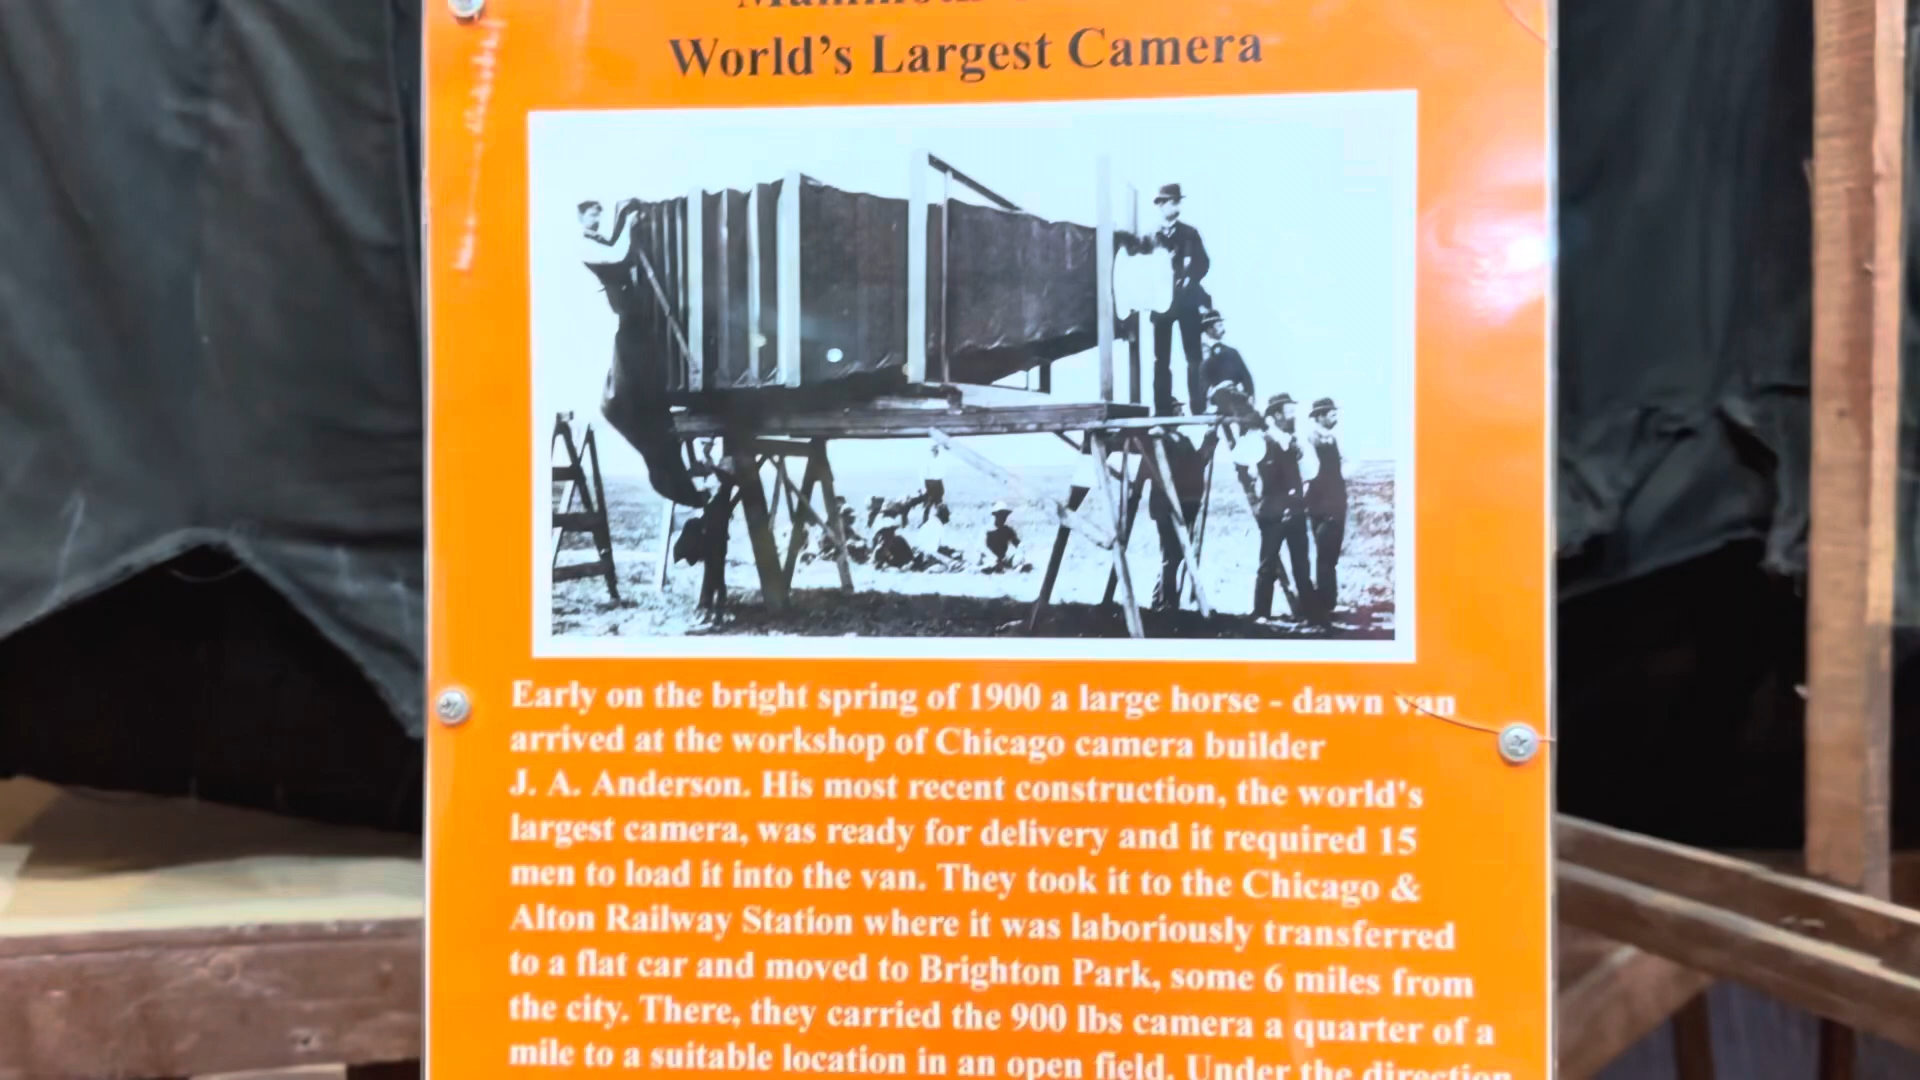 World's Largest Camera
Early on the bright spring of 1900 a large horse - dawn van
arrived at the workshop of Chicago camera builder
J. A. Anderson. His most recent construction, the world's
largest camera, was ready for delivery and it required 15
men to load it into the van. They took it to the Chicago &
Alton Railway Station where it was laboriously transferred
to a flat car and moved to Brighton Park, some 6 miles from
the city. There, they carried the 900 lbs camera a quarter of a
mile to a suitable location in an open field. Under the direction